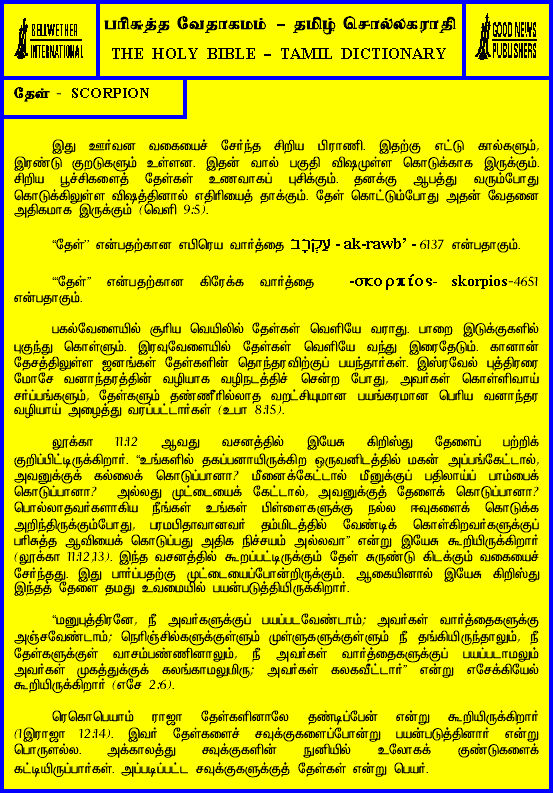 BELLWETHER
INTERNATIONAL
பரிசுத்த வேதாகமம் – தமிழ் சொல்லகராதி
THE HOLY BIBLE – TAMIL DICTIONARY
GOOD NEWS
PUBLISHERS
தேள் - SCORPION
இது ஊர்வன வகையைச் சேர்ந்த சிறிய பிராணி. இதற்கு எட்டு கால்களும்,
இரண்டு குறடுகளும் உள்ளன. இதன் வால் பகுதி விஷமுள்ள கொடுக்காக இருக்கும்.
சிறிய பூச்சிகளைத் தேள்கள் உணவாகப் புசிக்கும். தனக்கு ஆபத்து வரும்போது
கொடுக்கிலுள்ள விஷத்தினால் எதிரியைத் தாக்கும். தேள் கொட்டும்போது அதன் வேதனை
அதிகமாக இருக்கும் (வெளி 9:5).
“தேள்” என்பதற்கான எபிரெய வார்த்தை עַקְרָב - ak-rawb’ - 6137 என்பதாகும்.
“‘தேள்” என்பதற்கான கிரேக்க வார்த்தை -σκορπίος- skorpios-4651
என்பதாகும்.
பகல்வேளையில் சூரிய வெயிலில் தேள்கள் வெளியே வராது. பாறை இடுக்குகளில்
புகுந்து கொள்ளும். இரவுவேளையில் தேள்கள் வெளியே வந்து இரைதேடும். கானான்
தேசத்திலுள்ள ஜனங்கள் தேள்களின் தொந்தரவிற்குப் பயந்தார்கள். இஸ்ரவேல் புத்திரரை
மோசே வனாந்தரத்தின் வழியாக வழிநடத்திச் சென்ற போது, அவர்கள் கொள்ளிவாய்
சர்ப்பங்களும், தேள்களும் தண்ணீரில்லாத வறட்சியுமான பயங்கரமான பெரிய வனாந்தர
வழியாய் அழைத்து வரப்பட்டார்கள் (உபா 8:15).
லூக்கா 11:12 ஆவது வசனத்தில் இயேசு கிறிஸ்து தேளைப் பற்றிக்
குறிப்பிட்டிருக்கிறார். “உங்களில் தகப்பனாயிருக்கிற ஒருவனிடத்தில் மகன் அப்பங்கேட்டால்,
அவனுக்குக் கல்லைக் கொடுப்பானா? மீனைக்கேட்டால் மீனுக்குப் பதிலாய்ப் பாம்பைக்
கொடுப்பானா? அல்லது முட்டையைக் கேட்டால், அவனுக்குத் தேளைக் கொடுப்பானா?
பொல்லாதவர்களாகிய நீங்கள் உங்கள் பிள்ளைகளுக்கு நல்ல ஈவுகளைக் கொடுக்க
அறிந்திருக்கும்போது, பரமபிதாவானவர் தம்மிடத்தில் வேண்டிக் கொள்கிறவர்களுக்குப்
பரிசுத்த ஆவியைக் கொடுப்பது அதிக நிச்சயம் அல்லவா” என்று இயேசு கூறியிருக்கிறார்
(லூக்கா 11:12,13). இந்த வசனத்தில் கூறப்பட்டிருக்கும் தேள் சுருண்டு கிடக்கும் வகையைச்
சேர்ந்தது. இது பார்ப்பதற்கு முட்டையைப்போன்றிருக்கும். ஆகையினால் இயேசு கிறிஸ்து
இந்தத் தேளை தமது உவமையில் பயன்படுத்தியிருக்கிறார்.
“மனுபுத்திரனே, நீ அவர்களுக்குப் பயப்படவேண்டாம்; அவர்கள் வார்த்தைகளுக்கு
அஞ்சவேண்டாம்; நெரிஞ்சில்களுக்குள்ளும் முள்ளுகளுக்குள்ளும் நீ தங்கியிருந்தாலும், நீ
தேள்களுக்குள் வாசம்பண்ணினாலும், நீ அவர்கள் வார்த்தைகளுக்குப் பயப்படாமலும்
அவர்கள் முகத்துக்குக் கலங்காமலுமிரு; அவர்கள் கலகவீட்டார்” என்று எசேக்கியேல்
கூறியிருக்கிறார் (எசே 2:6).
ரெகொபெயாம் ராஜா தேள்களினாலே தண்டிப்பேன் என்று கூறியிருக்கிறார்
(1இராஜா 12:14). இவர் தேள்களைச் சவுக்குகளைப்போன்று பயன்படுத்தினார் என்று
பொருளல்ல. அக்காலத்து சவுக்குகளின் நுனியில் உலோகக் குண்டுகளைக்
கட்டியிருப்பார்கள். அப்படிப்பட்ட சவுக்குகளுக்குத் தேள்கள் என்று பெயர்.